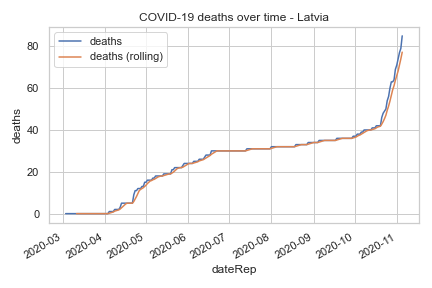 COVID-19 deaths over time - Latvia
deaths
deaths (rolling)
deaths
80
60
40
20
0
2020-03
2020-04
2020-05
2020-06
2020-07
2020-08
2020-09
2020-10
2020-11
dateRep